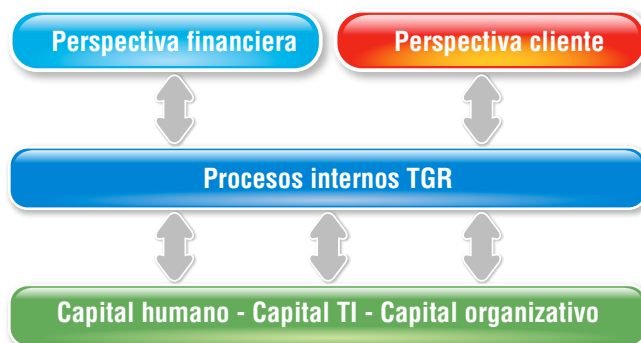 Perspectiva financiera
Perspectiva cliente
Procesos internos TGR
Capital humano - Capital TI - Capital organizativo